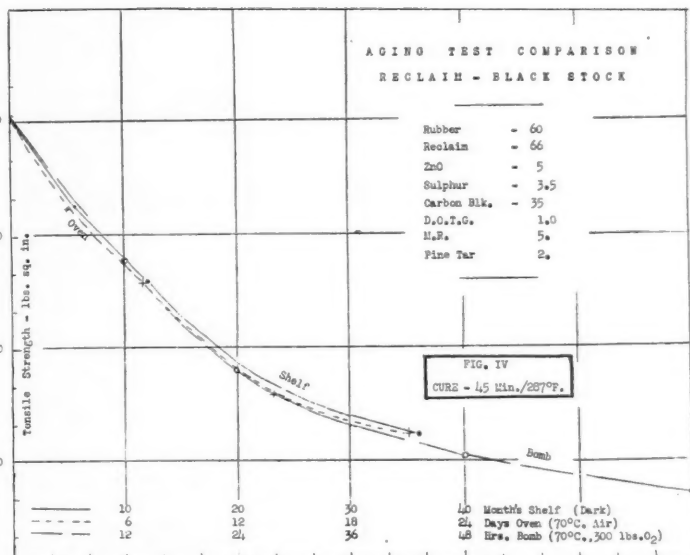 AGING TEST COMPARISON
RECLAIM - BLACK STOCK
Rubber - 60
Reclaim - 66
ZnO - 5
Sulphur - 3.5
Carbon Blk. - 35
D.O.T.G. 1.0
M.R. 5.
Pine Tar 2.
Oven
Tensile Strength - lbs. sq. in.
FIG. IV
CURE - 45 Min./287°F.
Shelf
Bomb
10 20 30 40 Month's Shelf (Dark)
6 12 18 24 Days Oven (70°C. Air)
12 24 36 48 Hrs. Bomb (70°C.,300 lbs.O₂)